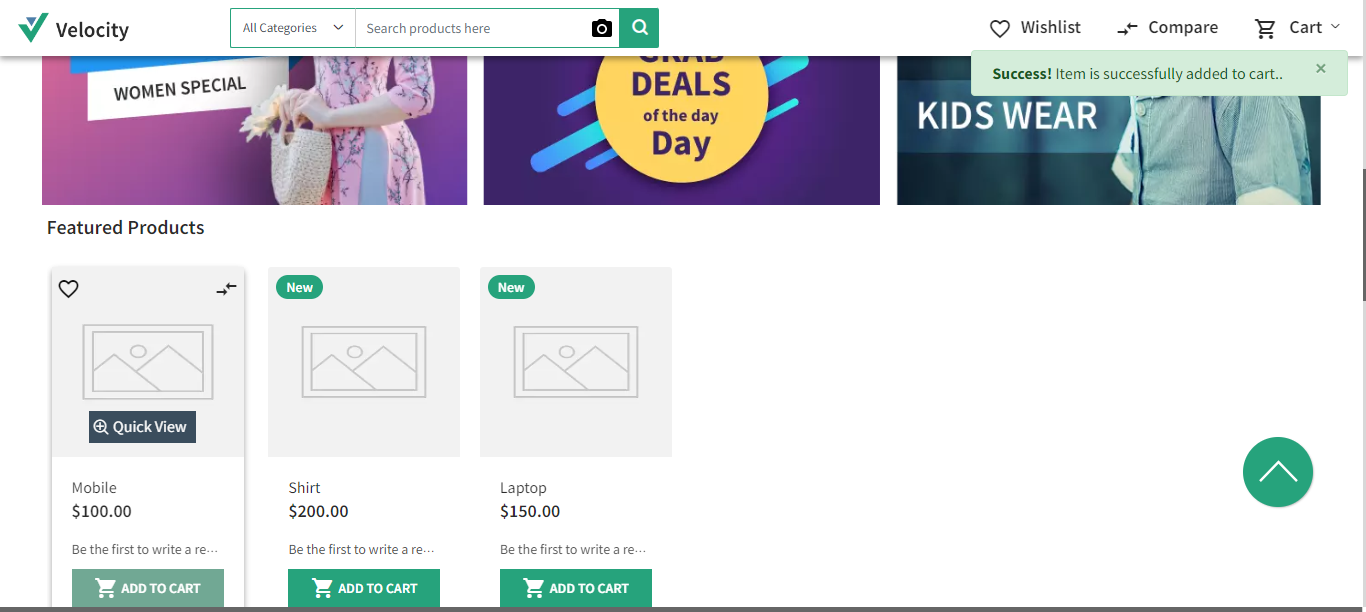 Velocity
All Categories
Search products here
Wishlist
Compare
Cart
Success! Item is successfully added to cart..
×
WOMEN SPECIAL
GRAB
DEALS
of the day
Day
KIDS WEAR
Featured Products
New
New
Quick View
Mobile
$100.00
Be the first to write a re...
ADD TO CART
Shirt
$200.00
Be the first to write a re...
ADD TO CART
Laptop
$150.00
Be the first to write a re...
ADD TO CART